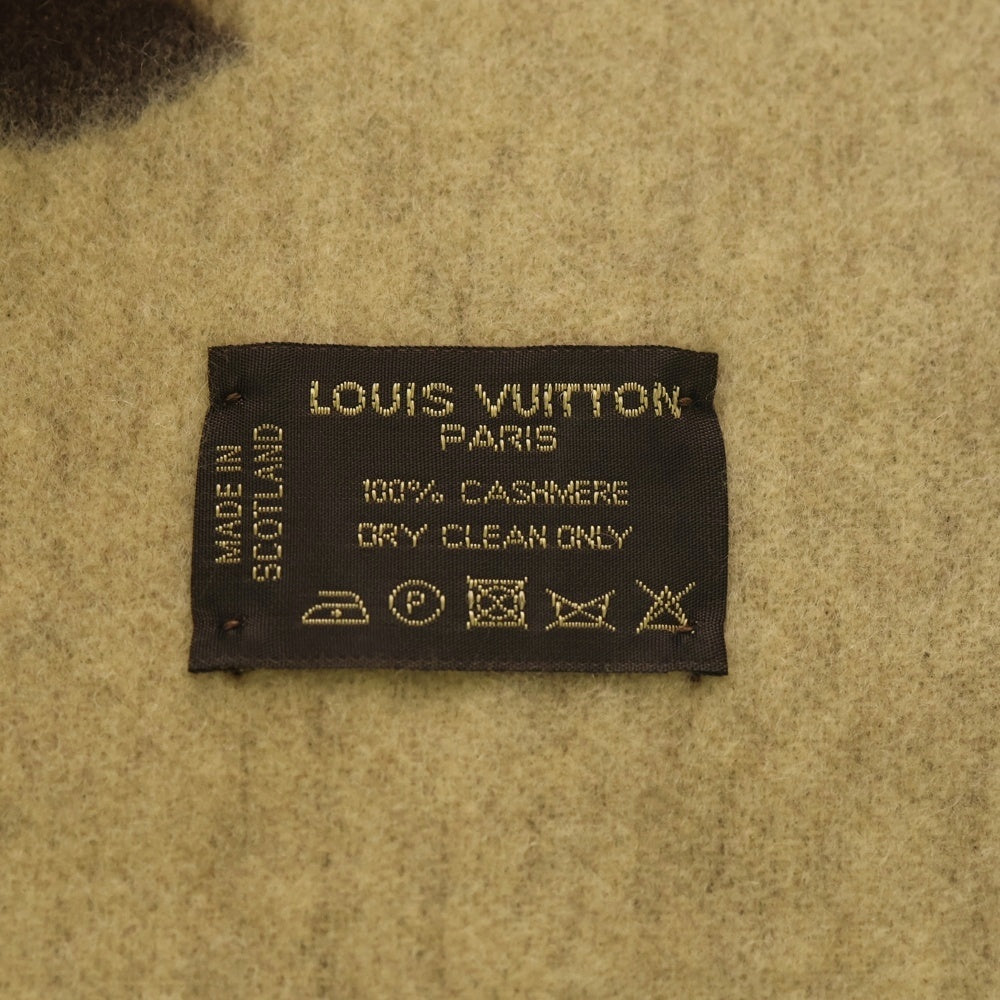 LOUIS VUITTON
PARIS
100% CASHMERE
DRY CLEAN ONLY
P
MADE IN
SCOTLAND